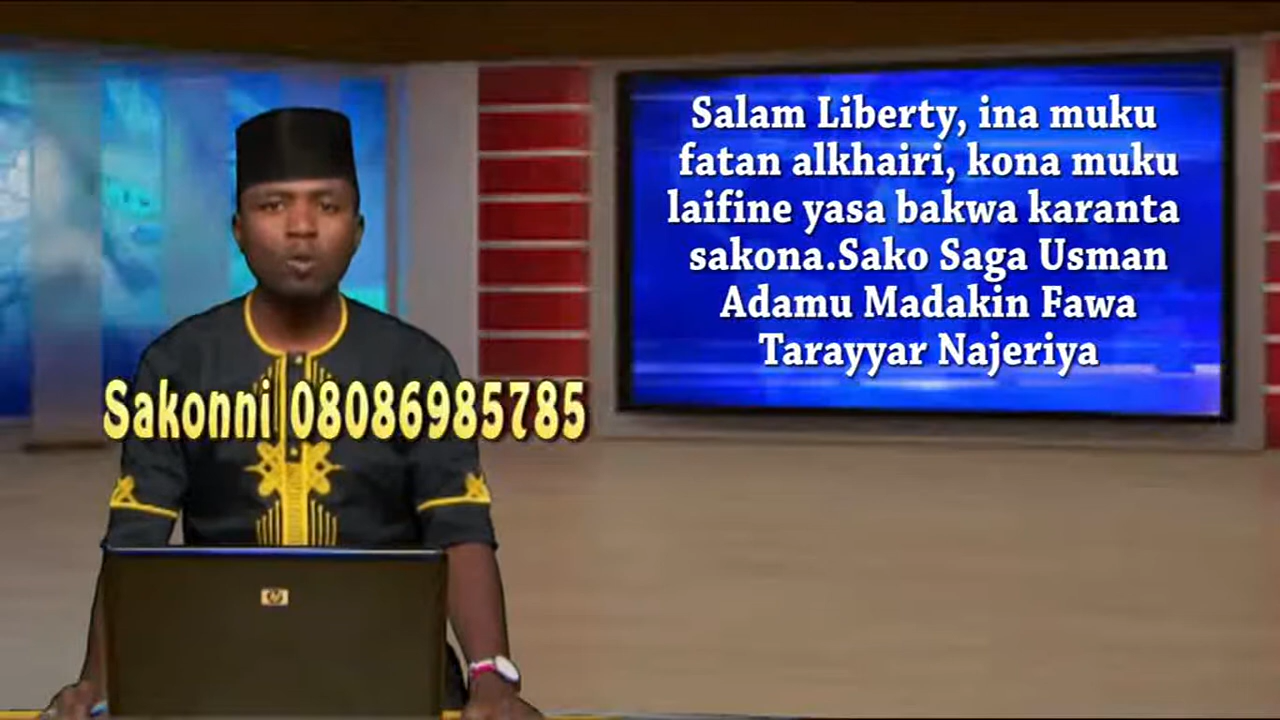 Salam Liberty, ina muku
fatan alkhairi, kona muku
laifine yasa bakwa karanta
sakona.Sako Saga Usman
Adamu Madakin Fawa
Tarayyar Najeriya
Sakonni 08086985785
hp